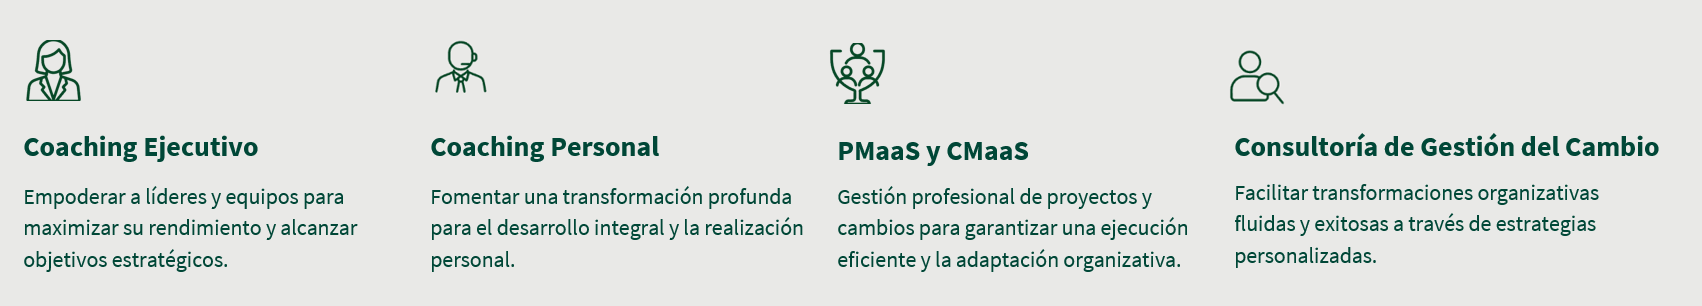 Coaching Ejecutivo
Empoderar a líderes y equipos para
maximizar su rendimiento y alcanzar
objetivos estratégicos.
Coaching Personal
Fomentar una transformación profunda
para el desarrollo integral y la realización
personal.
PMaaS y CMaaS
Gestión profesional de proyectos y
cambios para garantizar una ejecución
eficiente y la adaptación organizativa.
Consultoría de Gestión del Cambio
Facilitar transformaciones organizativas
fluidas y exitosas a través de estrategias
personalizadas.